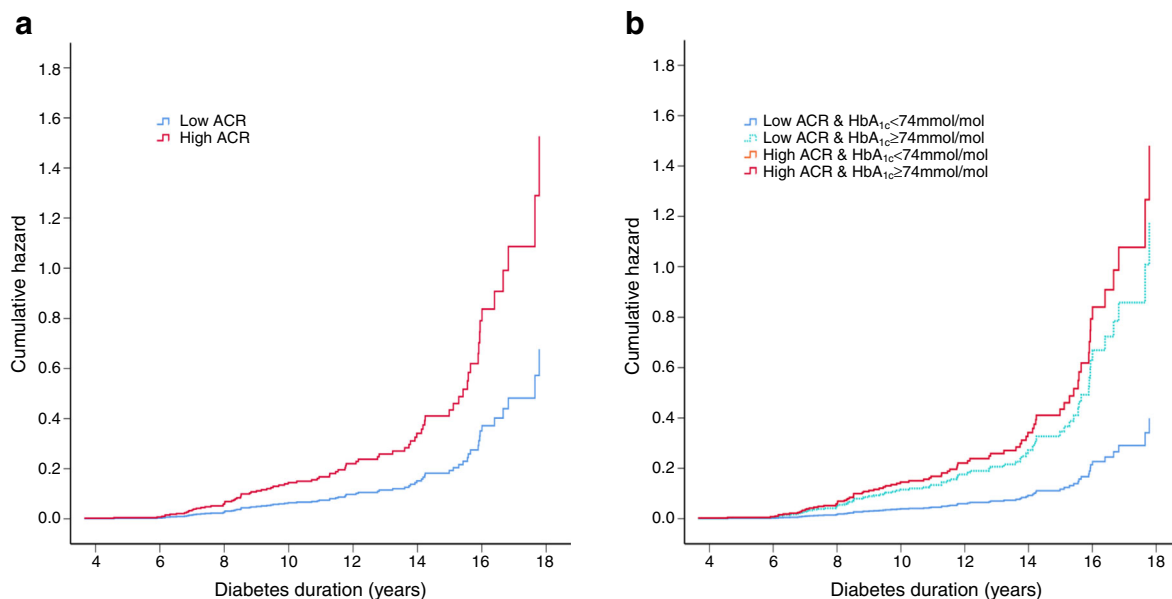 a
1.8
1.6
1.4
1.2
1.0
0.8
0.6
0.4
0.2
0.0
Cumulative hazard
Low ACR
High ACR
4 6 8 10 12 14 16 18
Diabetes duration (years)
b
1.8
1.6
1.4
1.2
1.0
0.8
0.6
0.4
0.2
0.0
Cumulative hazard
Low ACR & HbA1c<74mmol/mol
Low ACR & HbA1c≥74mmol/mol
High ACR & HbA1c<74mmol/mol
High ACR & HbA1c≥74mmol/mol
4 6 8 10 12 14 16 18
Diabetes duration (years)